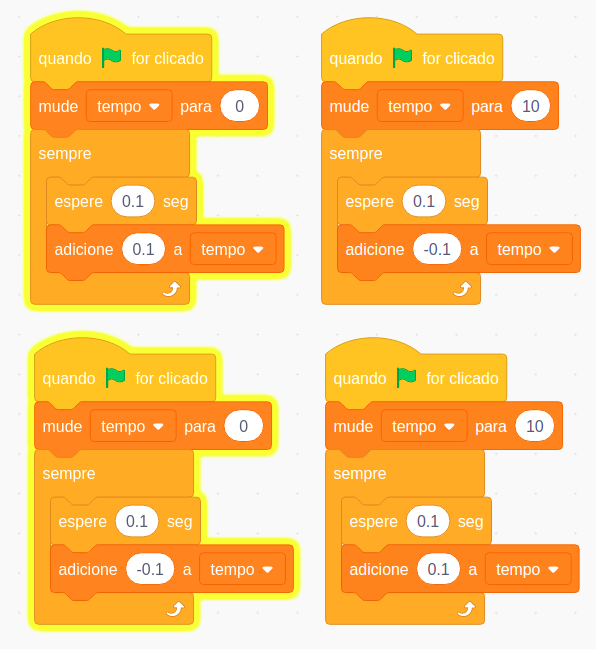 quando for clicado
mude tempo para 0
sempre
espere 0.1 seg
adicione 0.1 a tempo
quando for clicado
mude tempo para 10
sempre
espere 0.1 seg
adicione -0.1 a tempo
quando for clicado
mude tempo para 0
sempre
espere 0.1 seg
adicione -0.1 a tempo
quando for clicado
mude tempo para 10
sempre
espere 0.1 seg
adicione 0.1 a tempo